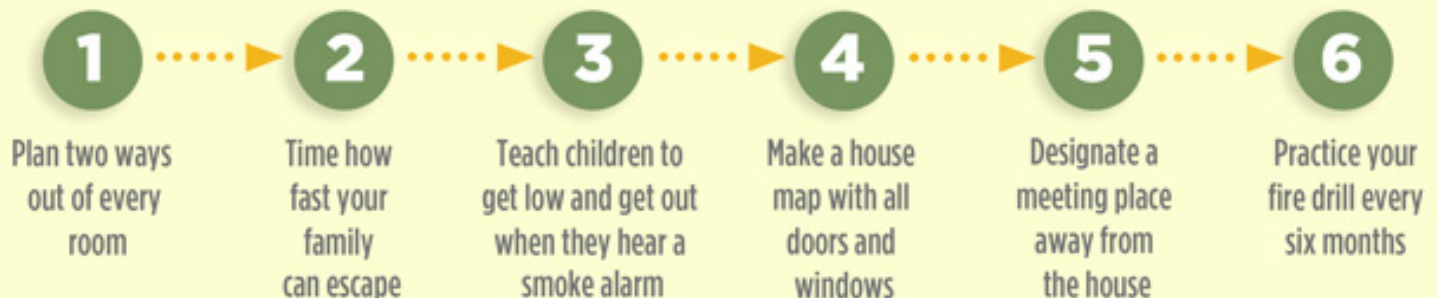 1
Plan two ways
out of every
room
2
Time how
fast your
family
can escape
3
Teach children to
get low and get out
when they hear a
smoke alarm
4
Make a house
map with all
doors and
windows
5
Designate a
meeting place
away from
the house
6
Practice your
fire drill every
six months